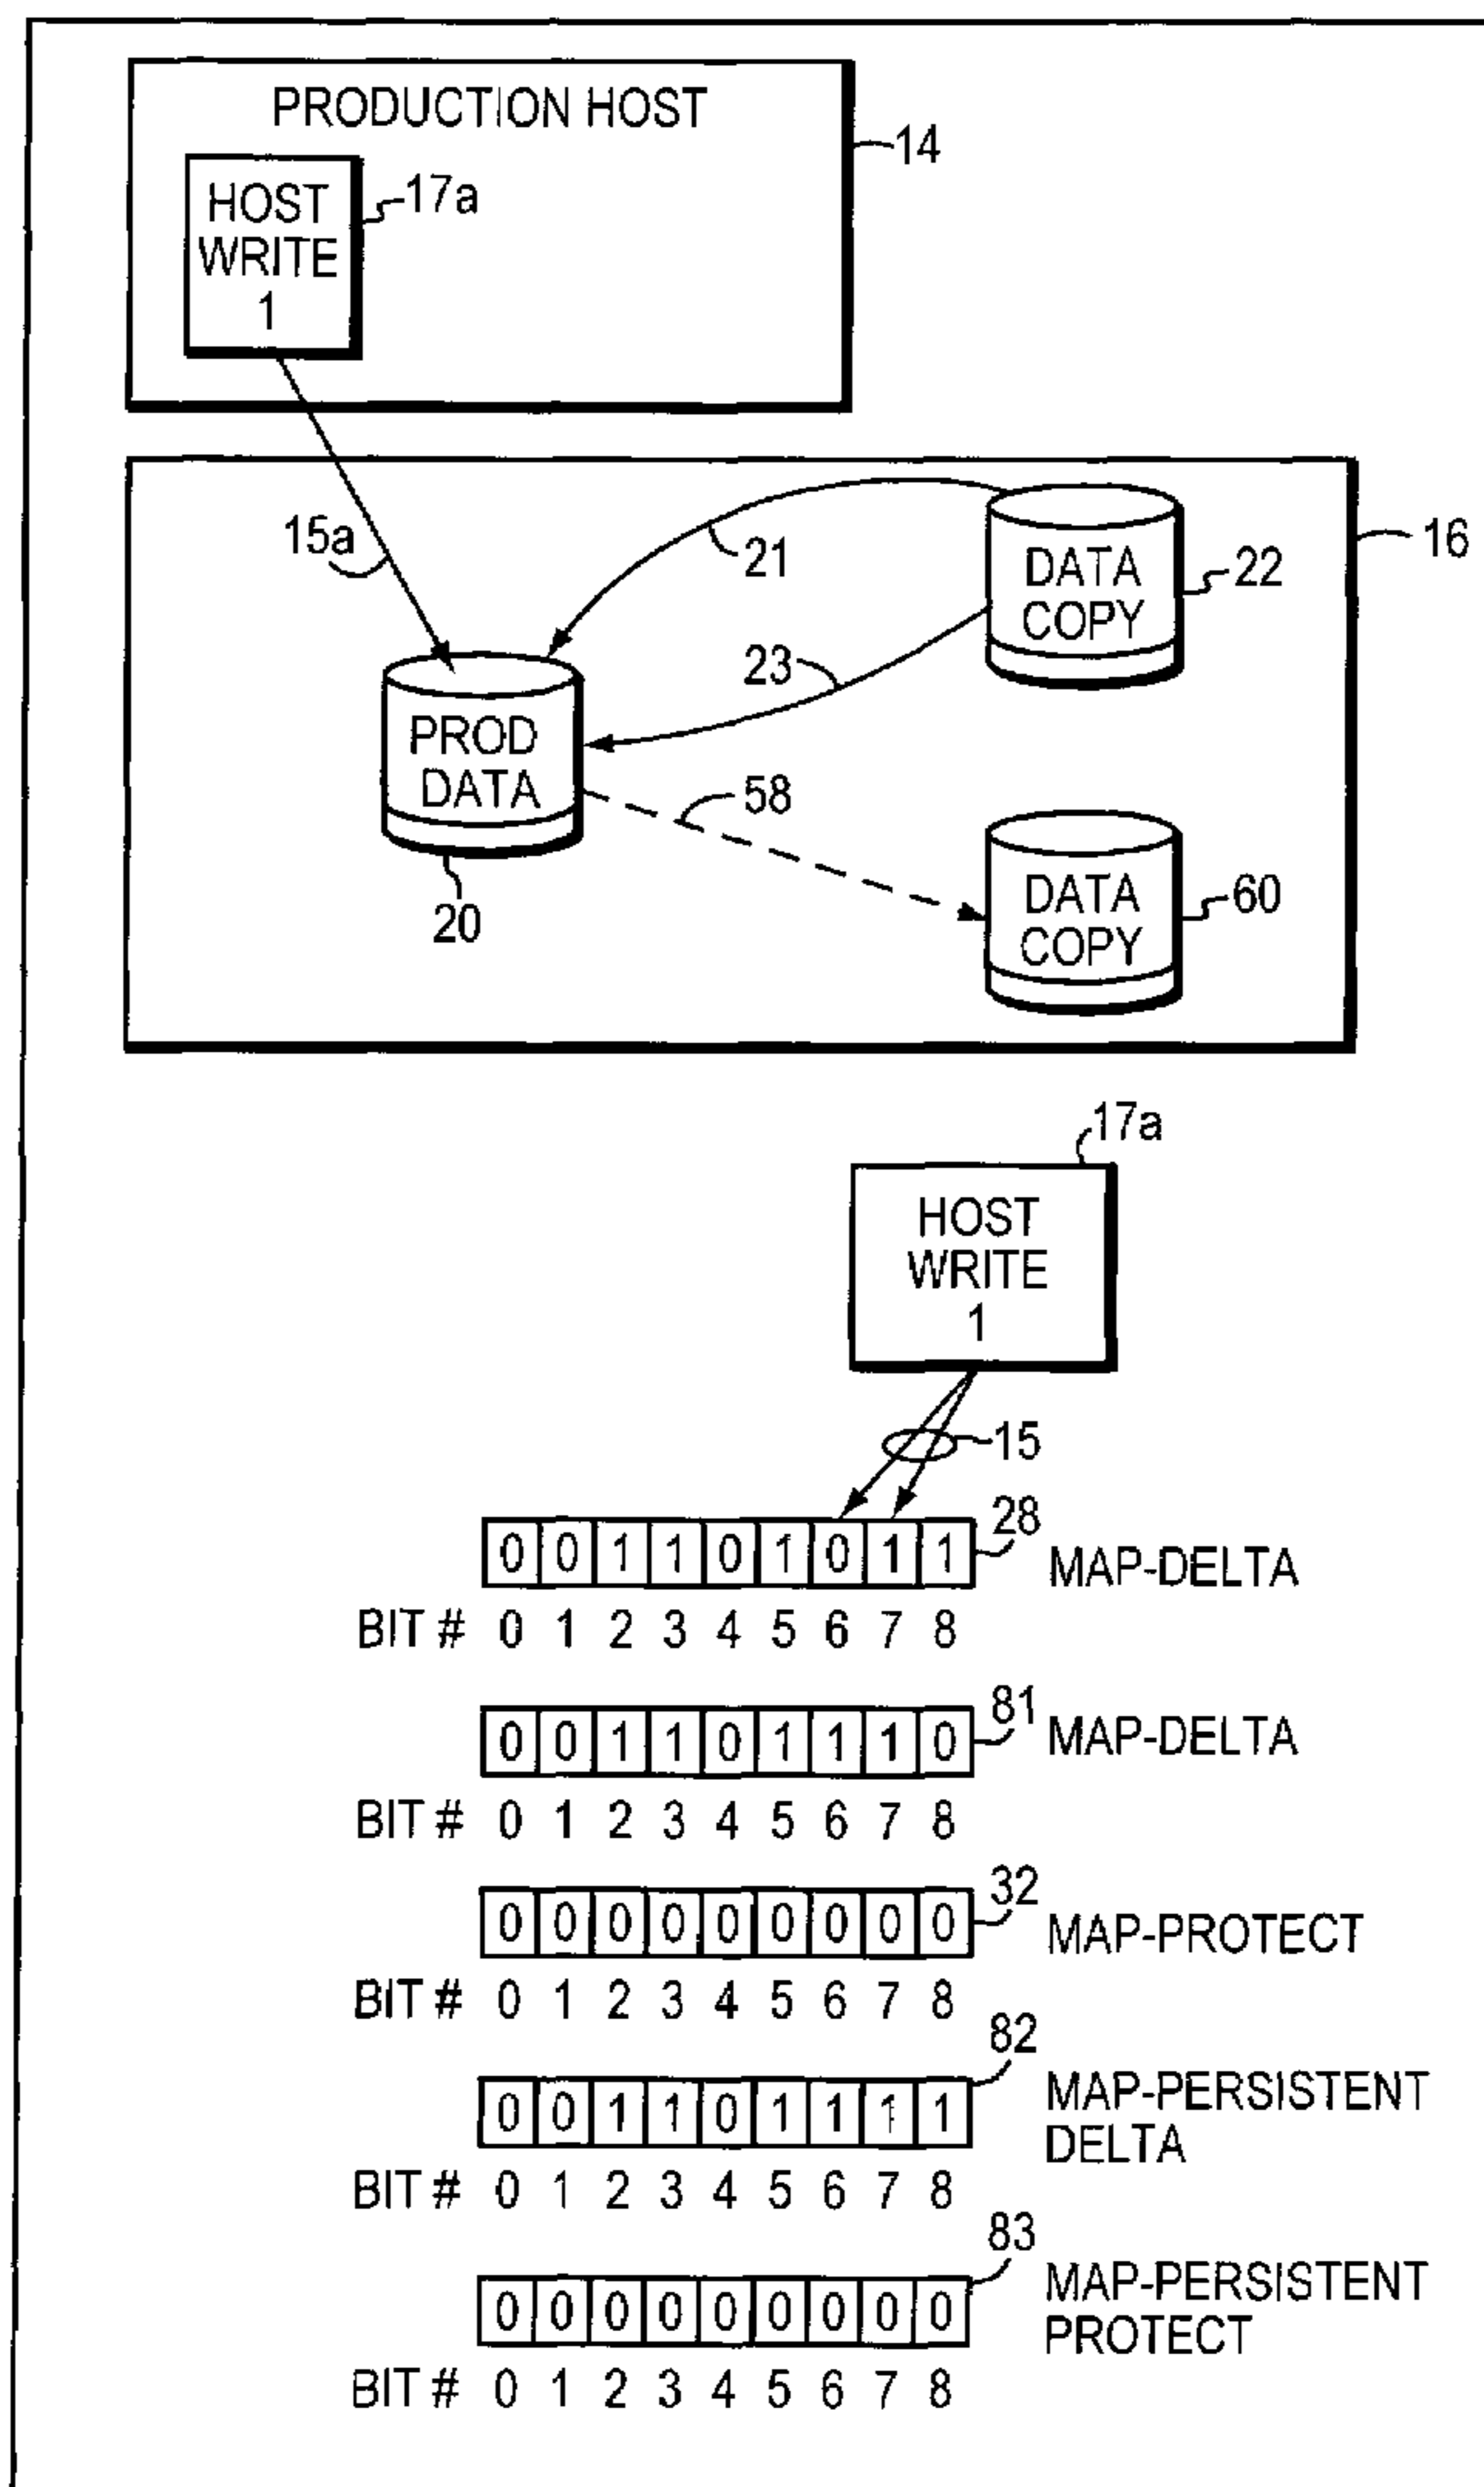 PRODUCTION HOST
14
HOST
WRITE
1
17a
15a
21
DATA
COPY
22
16
23
PROD
DATA
20
58
DATA
COPY
60
17a
HOST
WRITE
1
15
28
0 0 1 1 0 1 0 1 1 MAP-DELTA
BIT # 0 1 2 3 4 5 6 7 8
81
0 0 1 1 0 1 1 1 0 MAP-DELTA
BIT # 0 1 2 3 4 5 6 7 8
32
0 0 0 0 0 0 0 0 0 MAP-PROTECT
BIT # 0 1 2 3 4 5 6 7 8
82
0 0 1 1 0 1 1 1 1 MAP-PERSISTENT
DELTA
BIT # 0 1 2 3 4 5 6 7 8
83
0 0 0 0 0 0 0 0 0 MAP-PERSISTENT
PROTECT
BIT # 0 1 2 3 4 5 6 7 8